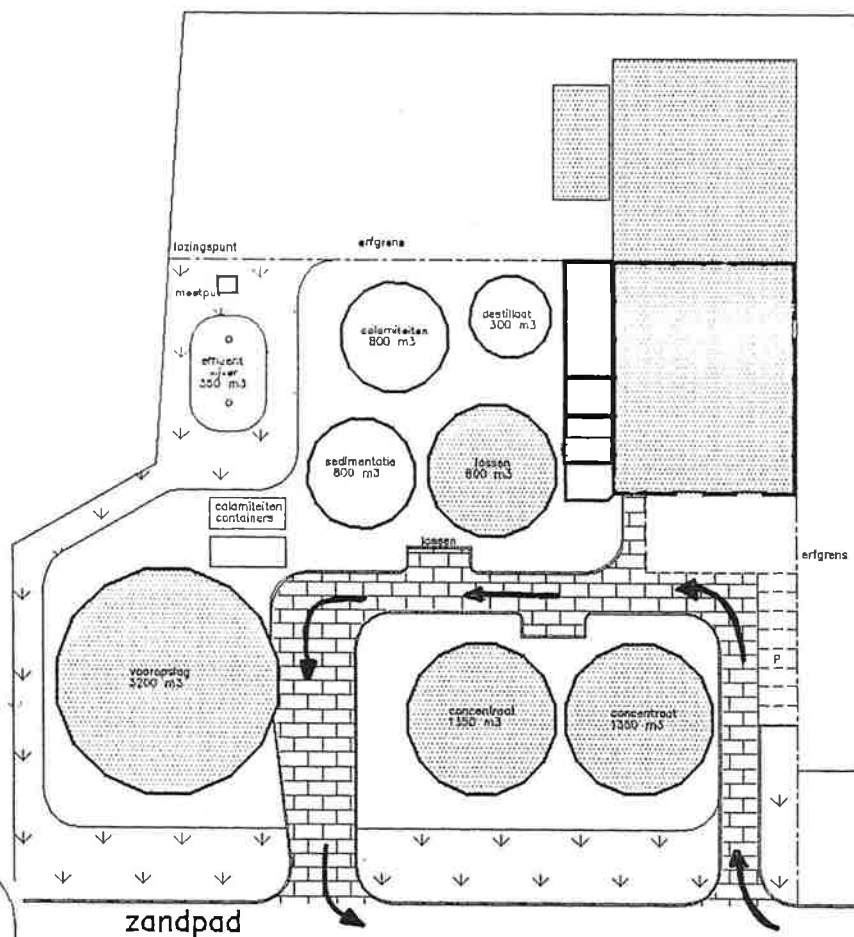 lozingspunt
erfgrens
meetput
effluent
vijver
350 m3
calamiteiten
800 m3
destillaat
300 m3
sedimentatie
800 m3
lossen
800 m3
calamiteiten
containers
lossen
erfgrens
vooropslag
3200 m3
concentraat
1350 m3
concentraat
1350 m3
P
zandpad